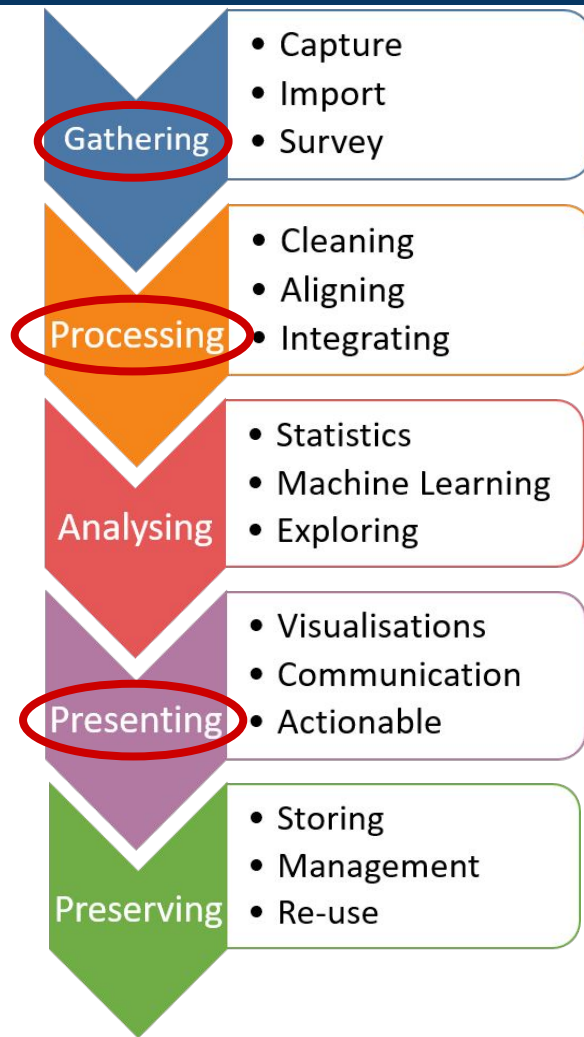 Gathering
• Capture
• Import
• Survey
Processing
• Cleaning
• Aligning
• Integrating
Analysing
• Statistics
• Machine Learning
• Exploring
Presenting
• Visualisations
• Communication
• Actionable
Preserving
• Storing
• Management
• Re-use